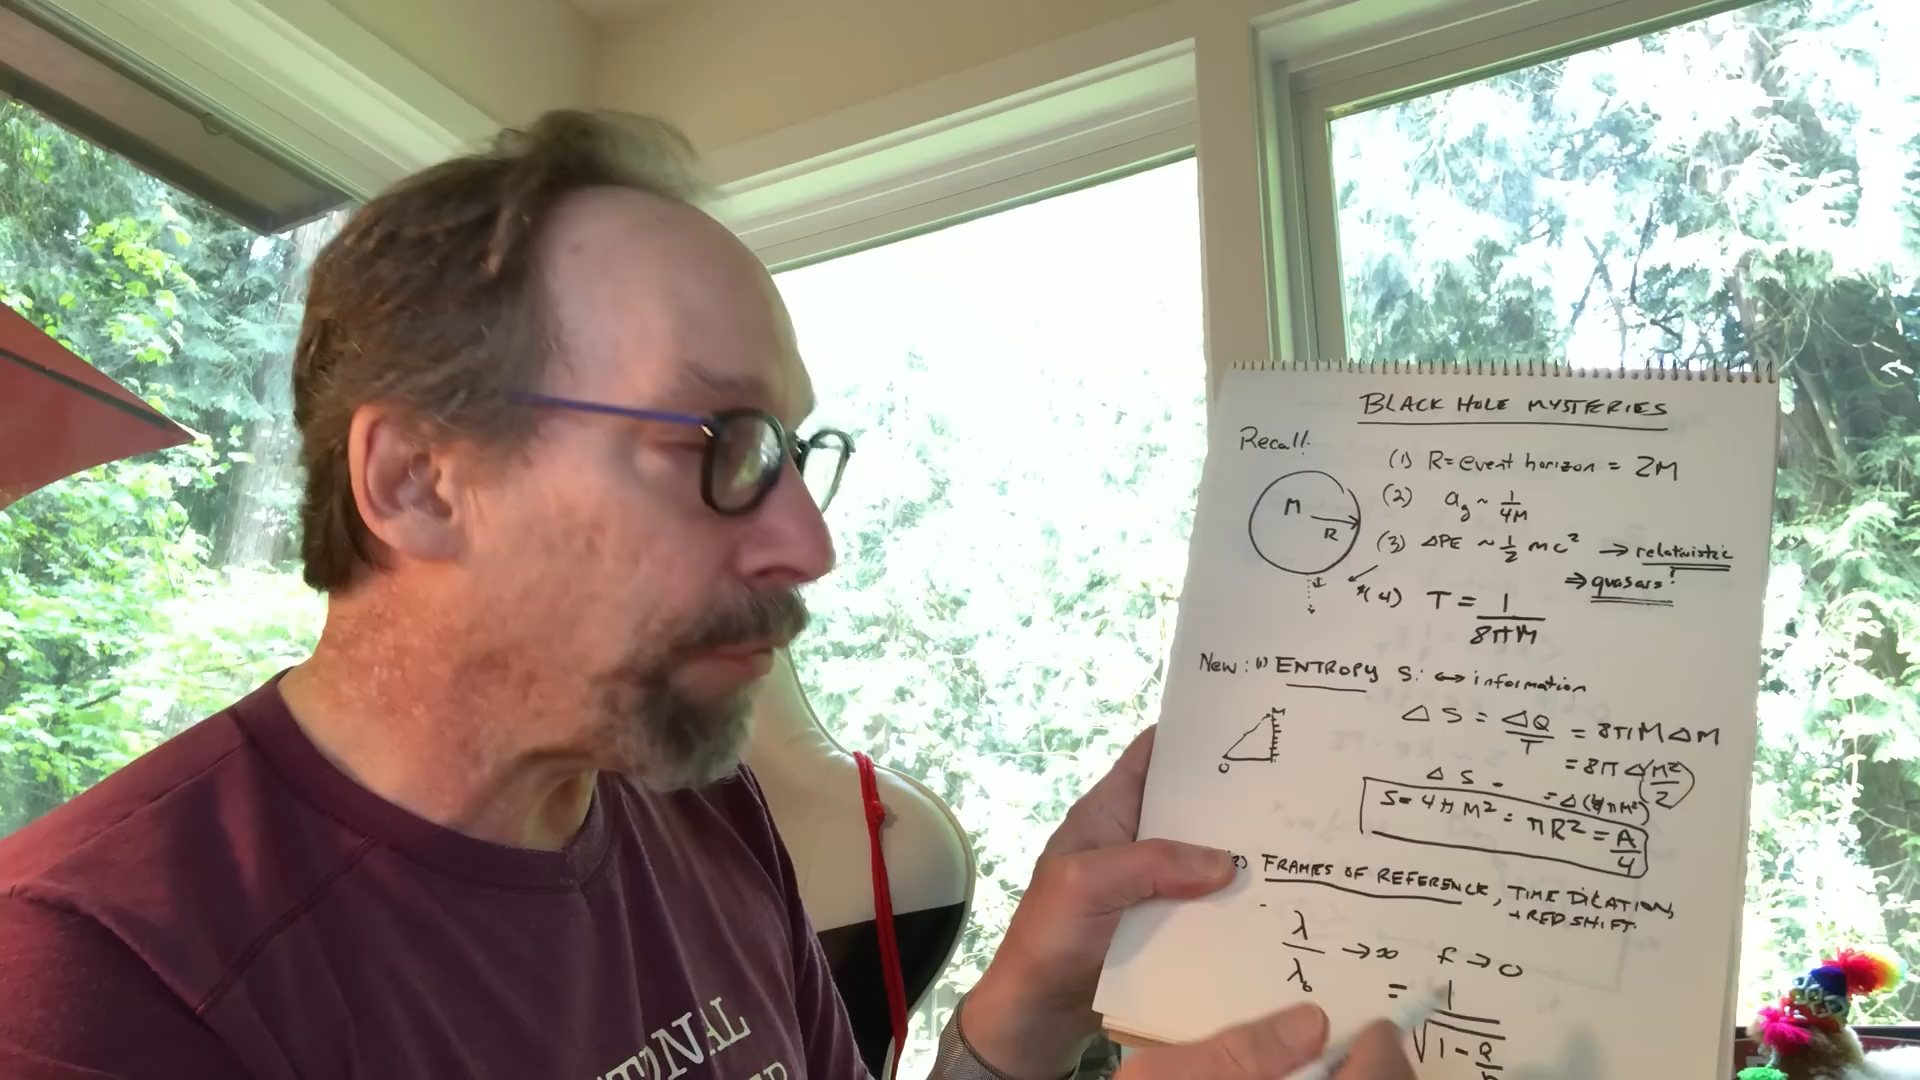 BLACK HOLE MYSTERIES
Recall:
(1) R = event horizon = 2M
(2) a_g ~ 1/4M
M
R
(3) ΔPE ~ 1/2 mc² → relativistic!
⇒ quasars
*(4) T = 1/8πM
New: (1) ENTROPY S: ↔ information
ΔS = ΔQ/T = 8πMΔM
= 8πΔ(M²/2)
ΔS = = Δ(4πM²)
S = 4πM² = πR² = A/4
O
(2) FRAMES OF REFERENCE, TIME DILATION,
+ RED SHIFT.
λ/λ₀ → ∞ f → 0
= 1/√(1 - R/r